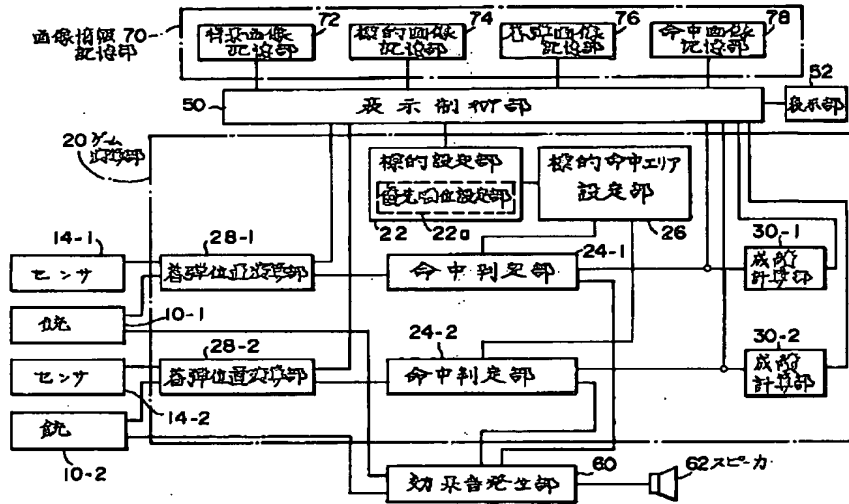 画像情報 70
記憶部
72
背景画像
記憶部
74
標的画像
記憶部
76
着弾画像
記憶部
78
命中画像
記憶部
50
表示制御部
52
表示部
20 ゲーム
演算部
標的設定部
優先順位設定部
22
22a
標的命中エリア
設定部
26
14-1
センサ
28-1
着弾位置演算部
24-1
命中判定部
30-1
成績
計算部
銃
10-1
センサ
14-2
28-2
着弾位置演算部
24-2
命中判定部
30-2
成績
計算部
銃
10-2
効果音発生部
60
62 スピーカ